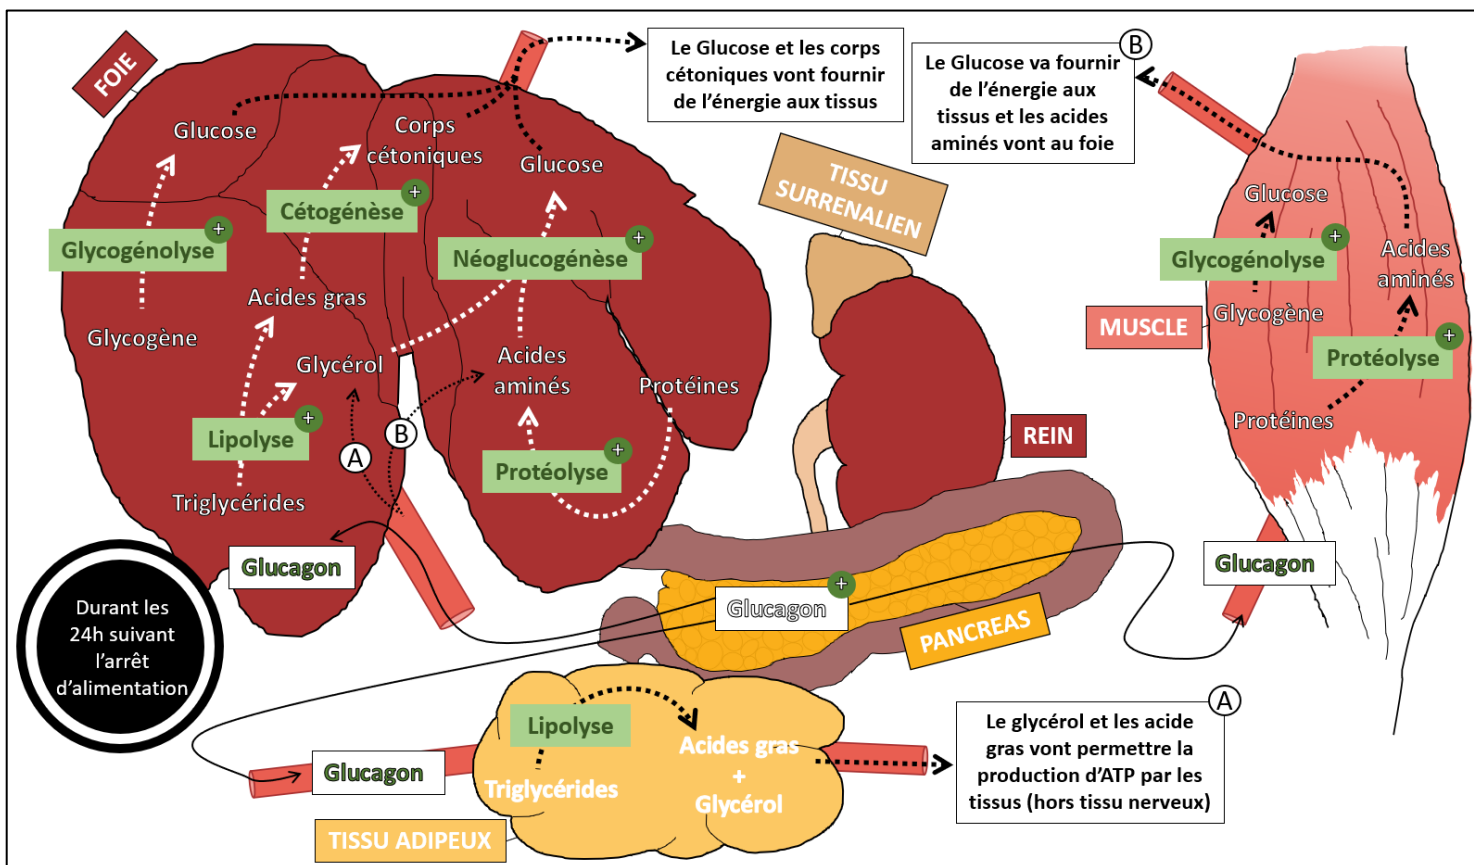 FOIE
Glucose
Corps
cétoniques
Glucose
Cétogénèse
+
Glycogénolyse
+
Néoglucogénèse
+
Acides gras
Glycogène
Glycérol
Acides
aminés
Protéines
Lipolyse
+
A
B
Protéolyse
+
Triglycérides
Glucagon
Le Glucose et les corps
cétoniques vont fournir
de l’énergie aux tissus
B
Le Glucose va fournir
de l’énergie aux
tissus et les acides
aminés vont au foie
TISSU
SURRENALIEN
REIN
Glucose
Glycogénolyse
+
Acides
aminés
Glycogène
MUSCLE
Protéolyse
+
Protéines
Glucagon
Glucagon
+
PANCREAS
Durant les
24h suivant
l’arrêt
d’alimentation
Lipolyse
Acides gras
+
Glycérol
Triglycérides
Glucagon
TISSU ADIPEUX
A
Le glycérol et les acide
gras vont permettre la
production d’ATP par les
tissus (hors tissu nerveux)